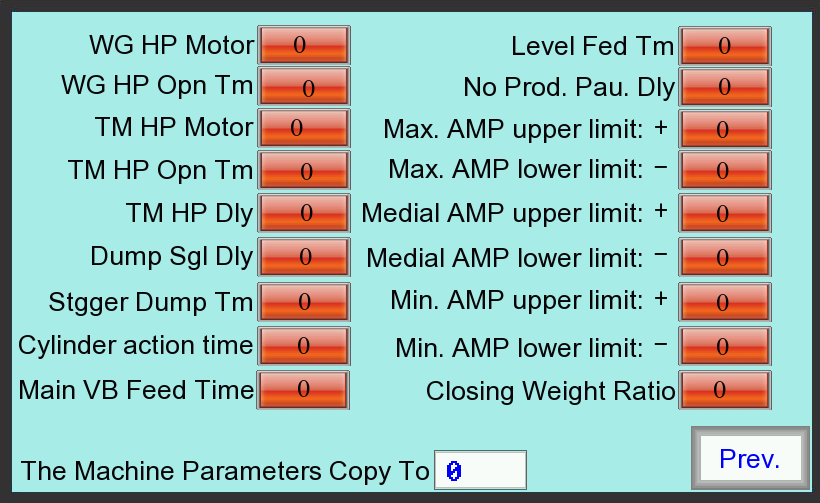 WG HP Motor 0 Level Fed Tm 0
WG HP Opn Tm 0 No Prod. Pau. Dly 0
TM HP Motor 0 Max. AMP upper limit: + 0
TM HP Opn Tm 0 Max. AMP lower limit: − 0
TM HP Dly 0 Medial AMP upper limit: + 0
Dump Sgl Dly 0 Medial AMP lower limit: − 0
Stgger Dump Tm 0 Min. AMP upper limit: + 0
Cylinder action time 0 Min. AMP lower limit: − 0
Main VB Feed Time 0 Closing Weight Ratio 0
The Machine Parameters Copy To 0 Prev.